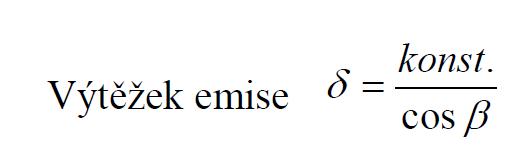 Výtěžek emise δ = konst. / cos β